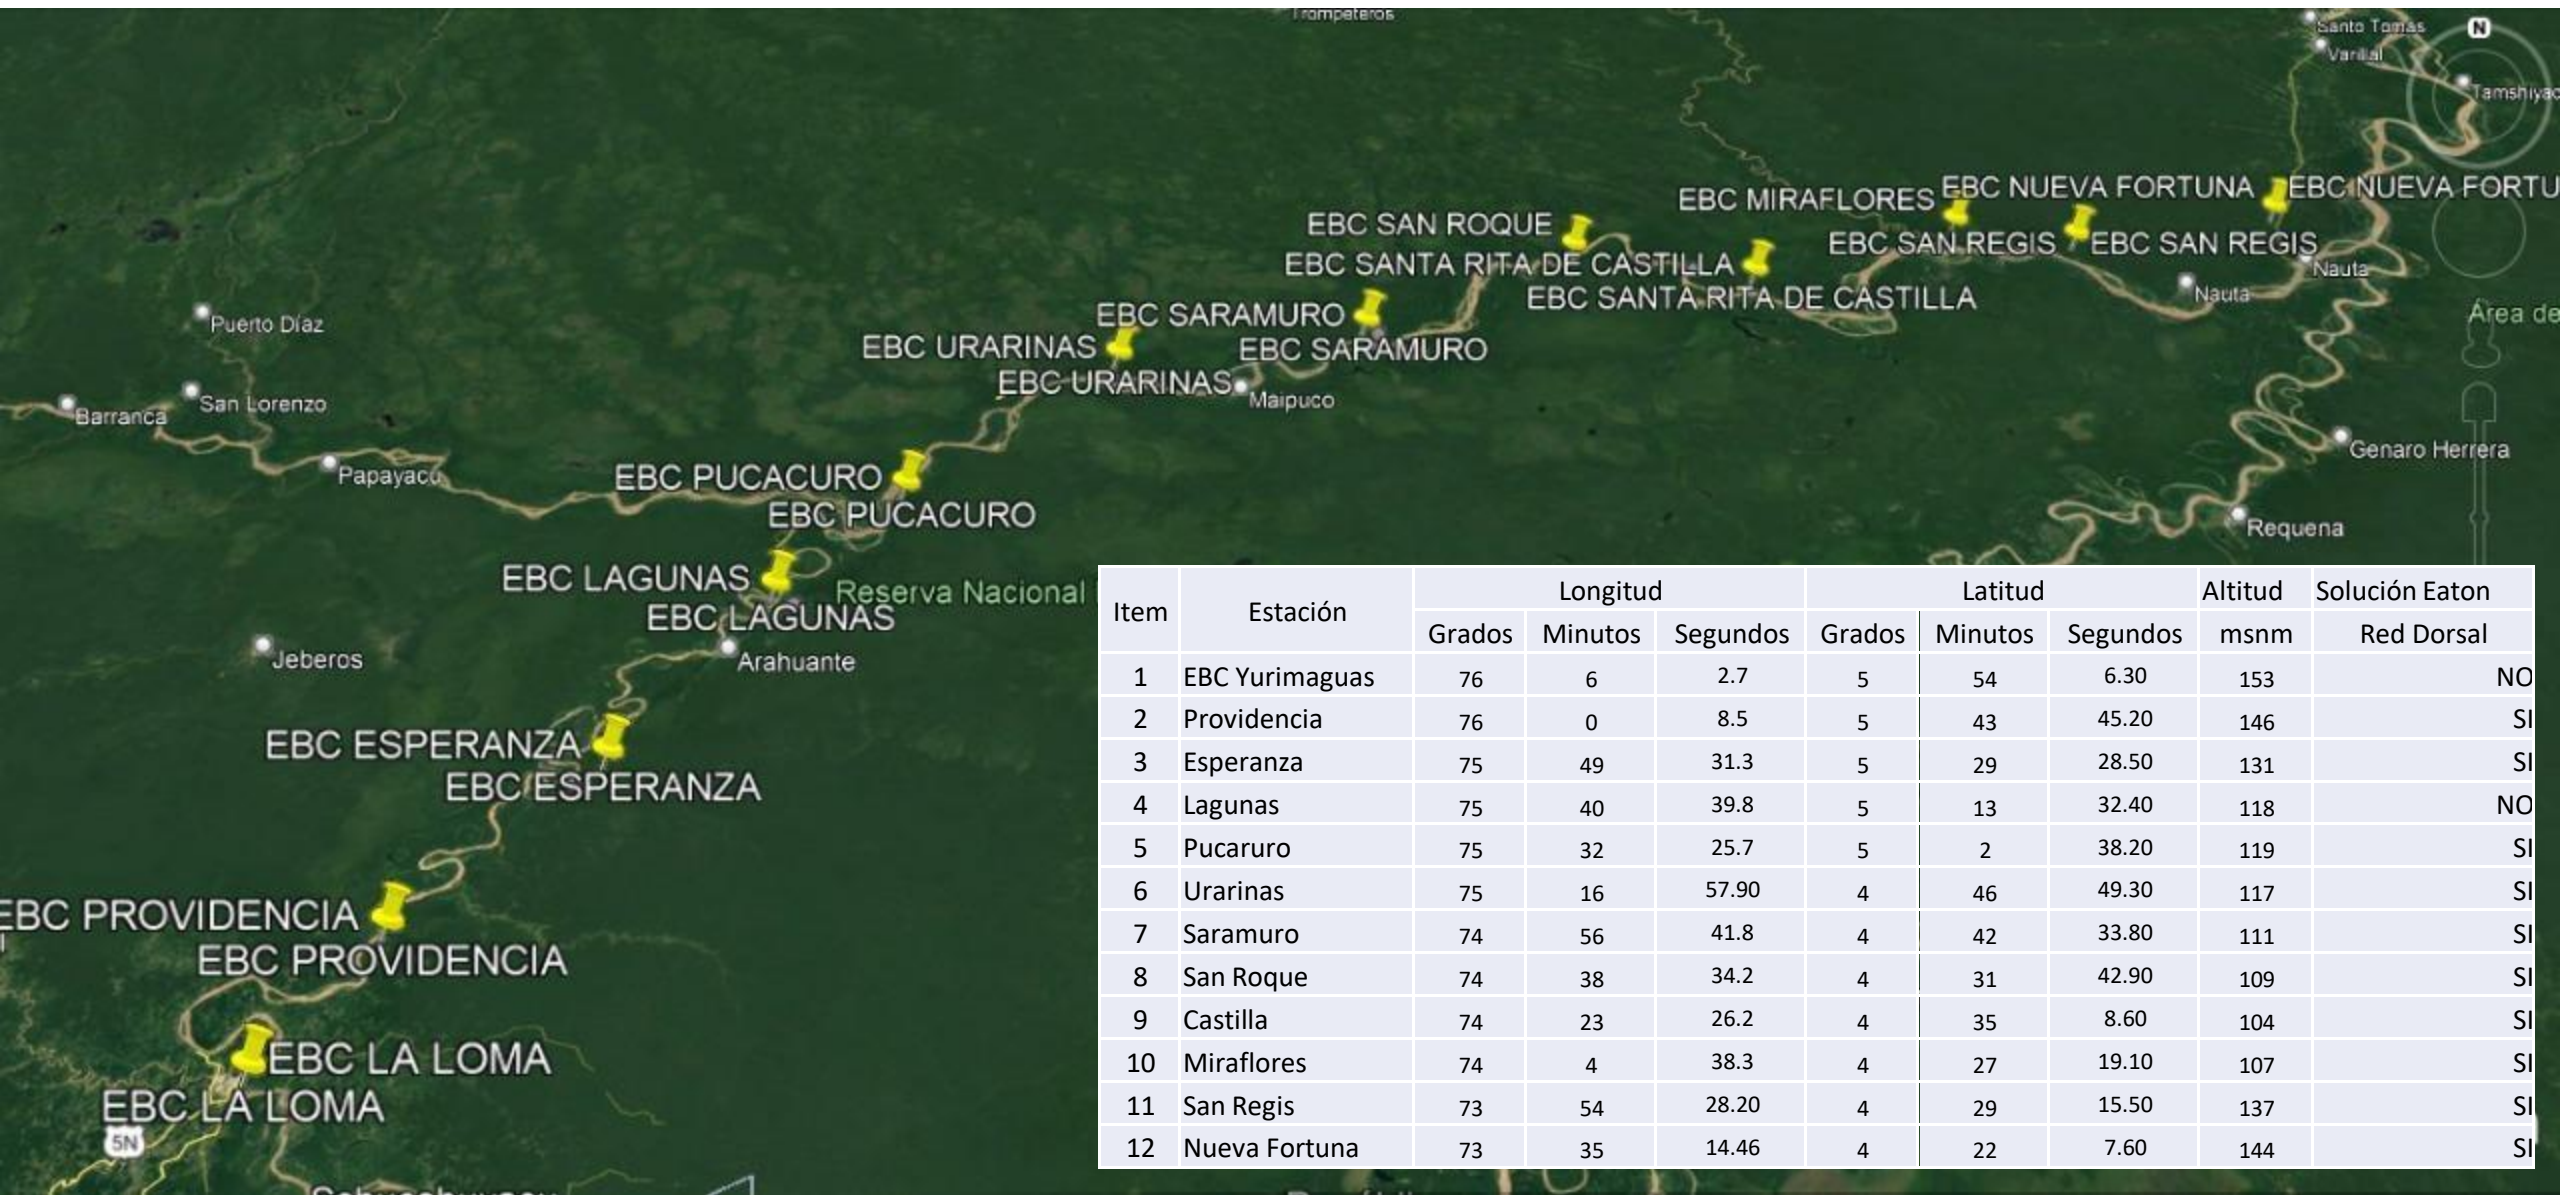 Trompeteros
Santo Tomas
N
Varillal
Tamshiyac
EBC MIRAFLORES
EBC NUEVA FORTUNA
EBC NUEVA FORTU
EBC SAN ROQUE
EBC SAN REGIS
EBC SAN REGIS
EBC SANTA RITA DE CASTILLA
Nauta
EBC SANTA RITA DE CASTILLA
Nauta
EBC SARAMURO
Área de
Puerto Díaz
EBC URARINAS
EBC SARAMURO
EBC URARINAS
Maipuco
San Lorenzo
Barranca
Genaro Herrera
Papayacu
EBC PUCACURO
EBC PUCACURO
Requena
EBC LAGUNAS
Reserva Nacional
EBC LAGUNAS
Jeberos
Arahuante
EBC ESPERANZA
EBC ESPERANZA
EBC PROVIDENCIA
EBC PROVIDENCIA
EBC LA LOMA
EBC LA LOMA
5N
Item Estación Longitud Latitud Altitud Solución Eaton
Grados Minutos Segundos Grados Minutos Segundos msnm Red Dorsal
1 EBC Yurimaguas 76 6 2.7 5 54 6.30 153 NO
2 Providencia 76 0 8.5 5 43 45.20 146 SI
3 Esperanza 75 49 31.3 5 29 28.50 131 SI
4 Lagunas 75 40 39.8 5 13 32.40 118 NO
5 Pucaruro 75 32 25.7 5 2 38.20 119 SI
6 Urarinas 75 16 57.90 4 46 49.30 117 SI
7 Saramuro 74 56 41.8 4 42 33.80 111 SI
8 San Roque 74 38 34.2 4 31 42.90 109 SI
9 Castilla 74 23 26.2 4 35 8.60 104 SI
10 Miraflores 74 4 38.3 4 27 19.10 107 SI
11 San Regis 73 54 28.20 4 29 15.50 137 SI
12 Nueva Fortuna 73 35 14.46 4 22 7.60 144 SI